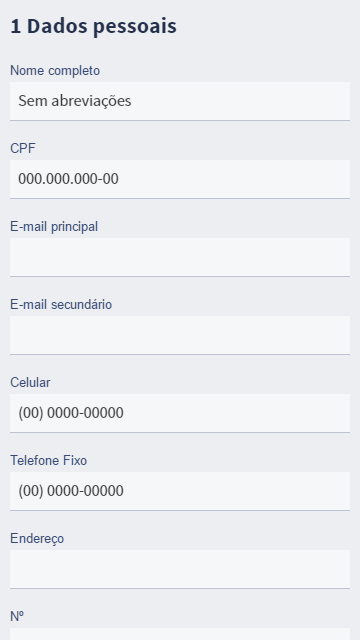 1 Dados pessoais
Nome completo
Sem abreviações
CPF
000.000.000-00
E-mail principal
E-mail secundário
Celular
(00) 0000-00000
Telefone Fixo
(00) 0000-00000
Endereço
Nº